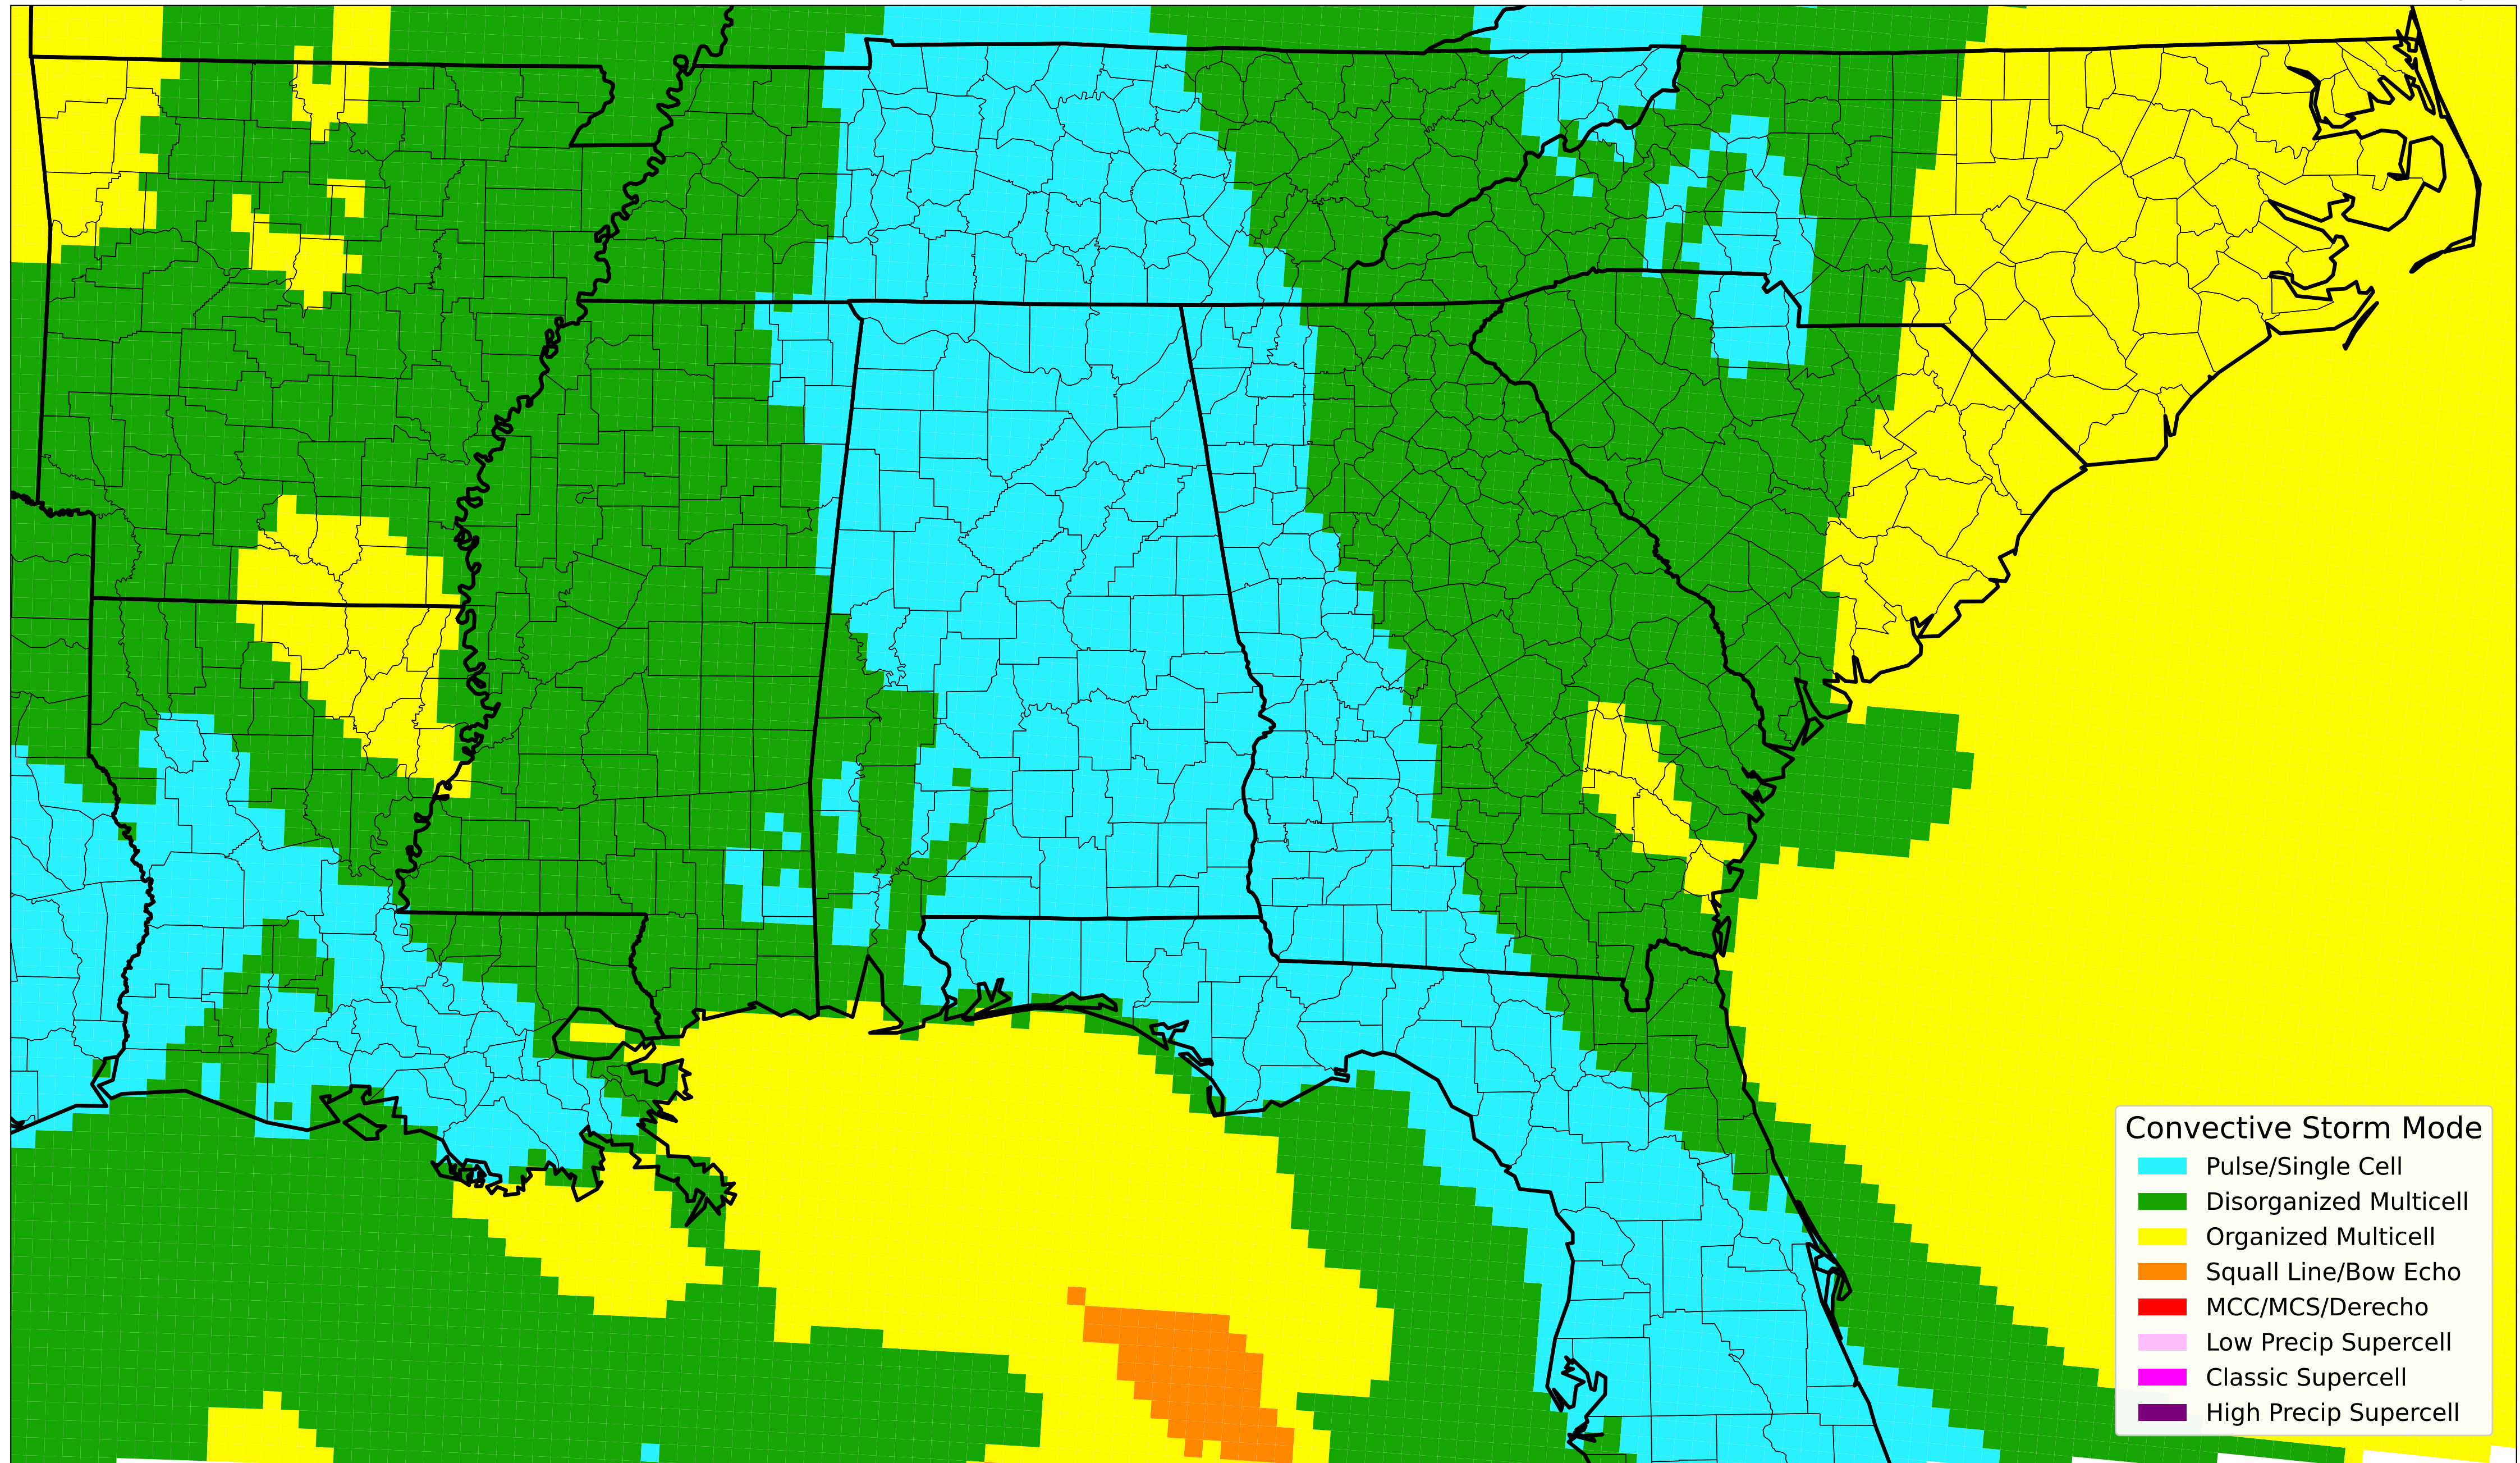 Convective Storm Mode
Pulse/Single Cell
Disorganized Multicell
Organized Multicell
Squall Line/Bow Echo
MCC/MCS/Derecho
Low Precip Supercell
Classic Supercell
High Precip Supercell